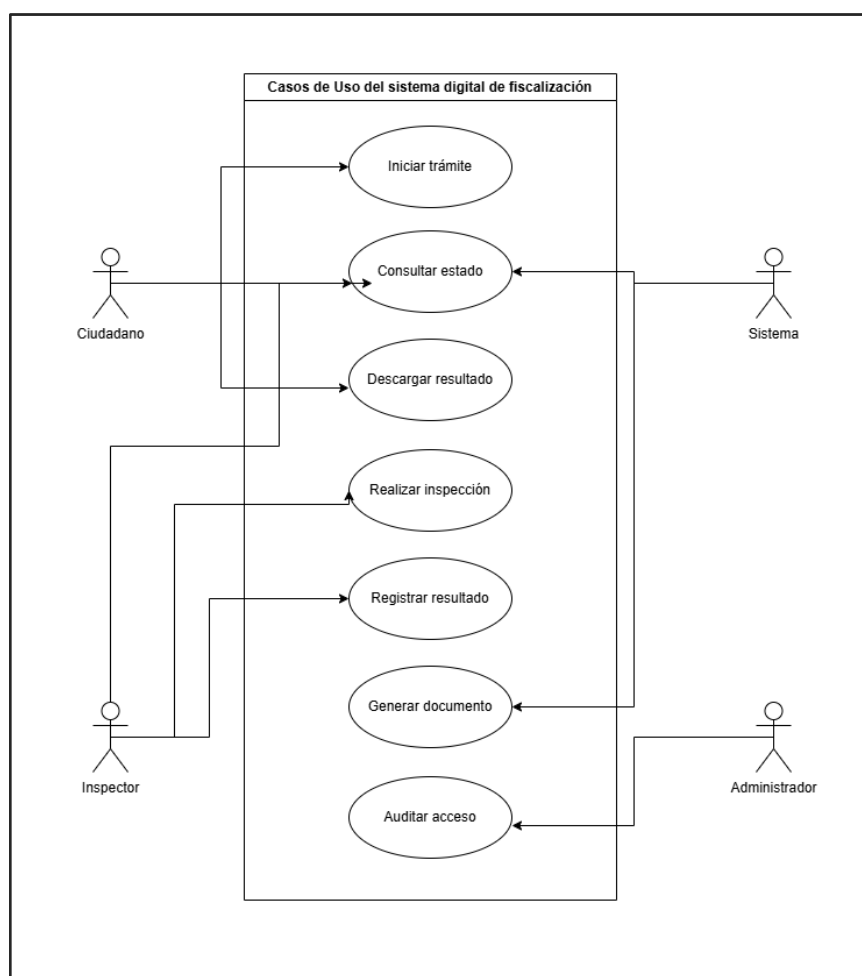 Casos de Uso del sistema digital de fiscalización
Iniciar trámite
Consultar estado
Ciudadano
Sistema
Descargar resultado
Realizar inspección
Registrar resultado
Generar documento
Inspector
Administrador
Auditar acceso